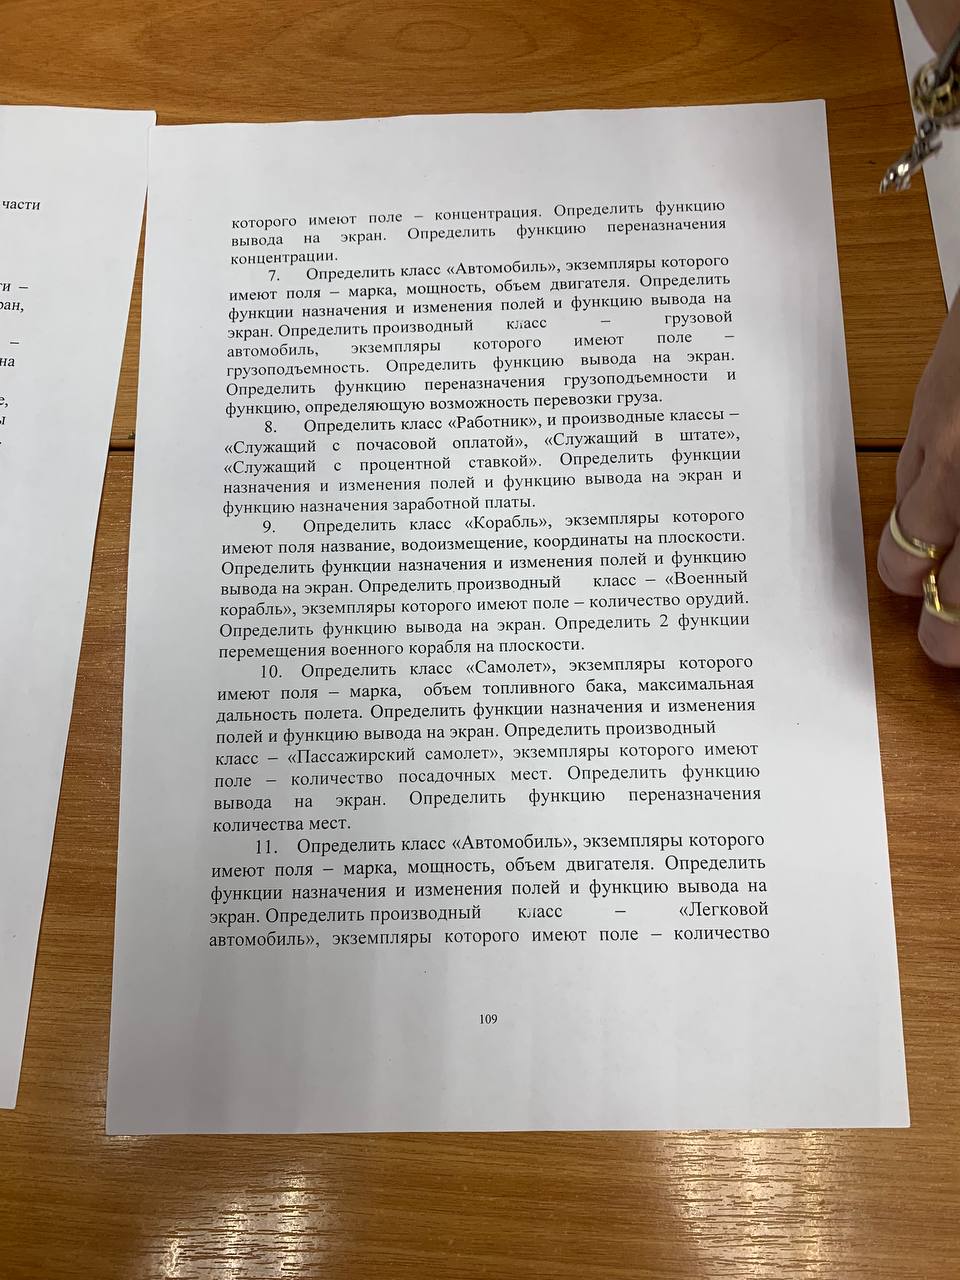 части
ти –
ран,
–
на
е,
ы
которого имеют поле – концентрация. Определить функцию
вывода на экран. Определить функцию переназначения
концентрации.
7. Определить класс «Автомобиль», экземпляры которого
имеют поля – марка, мощность, объем двигателя. Определить
функции назначения и изменения полей и функцию вывода на
экран. Определить производный класс – грузовой
автомобиль, экземпляры которого имеют поле –
грузоподъемность. Определить функцию вывода на экран.
Определить функцию переназначения грузоподъемности и
функцию, определяющую возможность перевозки груза.
8. Определить класс «Работник», и производные классы –
«Служащий с почасовой оплатой», «Служащий в штате»,
«Служащий с процентной ставкой». Определить функции
назначения и изменения полей и функцию вывода на экран и
функцию назначения заработной платы.
9. Определить класс «Корабль», экземпляры которого
имеют поля название, водоизмещение, координаты на плоскости.
Определить функции назначения и изменения полей и функцию
вывода на экран. Определить производный класс – «Военный
корабль», экземпляры которого имеют поле – количество орудий.
Определить функцию вывода на экран. Определить 2 функции
перемещения военного корабля на плоскости.
10. Определить класс «Самолет», экземпляры которого
имеют поля – марка, объем топливного бака, максимальная
дальность полета. Определить функции назначения и изменения
полей и функцию вывода на экран. Определить производный
класс – «Пассажирский самолет», экземпляры которого имеют
поле – количество посадочных мест. Определить функцию
вывода на экран. Определить функцию переназначения
количества мест.
11. Определить класс «Автомобиль», экземпляры которого
имеют поля – марка, мощность, объем двигателя. Определить
функции назначения и изменения полей и функцию вывода на
экран. Определить производный класс – «Легковой
автомобиль», экземпляры которого имеют поле – количество
109